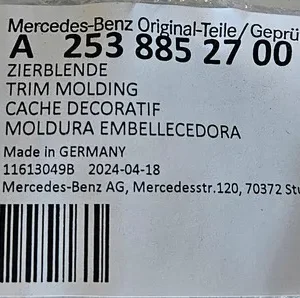 Mercedes-Benz Original-Teile/Geprü
A 253 885 27 00
ZIERBLENDE
TRIM MOLDING
CACHE DECORATIF
MOLDURA EMBELLECEDORA
Made in GERMANY
11613049B 2024-04-18
Mercedes-Benz AG, Mercedesstr.120, 70372 Stu